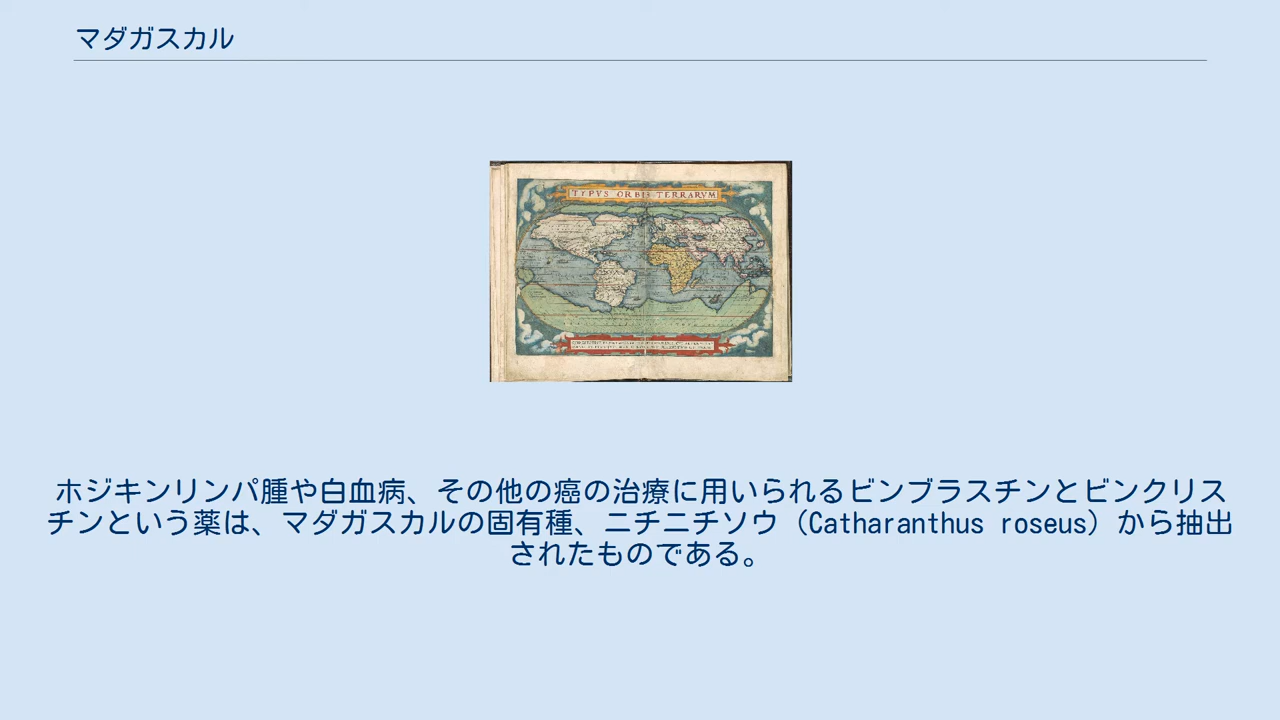 マダガスカル
TYPVS ORBIS TERRARVM
ホジキンリンパ腫や白血病、その他の癌の治療に用いられるビンブラスチンとビンクリス
チンという薬は、マダガスカルの固有種、ニチニチソウ（Catharanthus roseus）から抽出
されたものである。